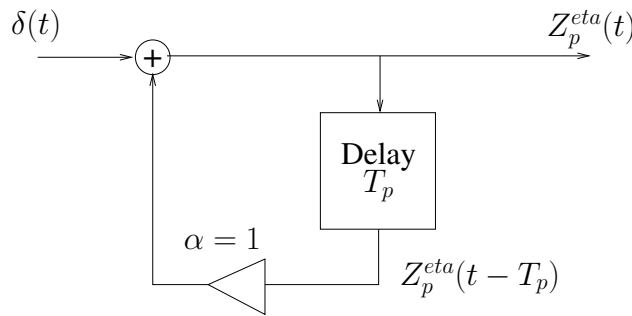 δ(t)
Z_p^{eta}(t)
+
Delay
T_p
α = 1
Z_p^{eta}(t − T_p)